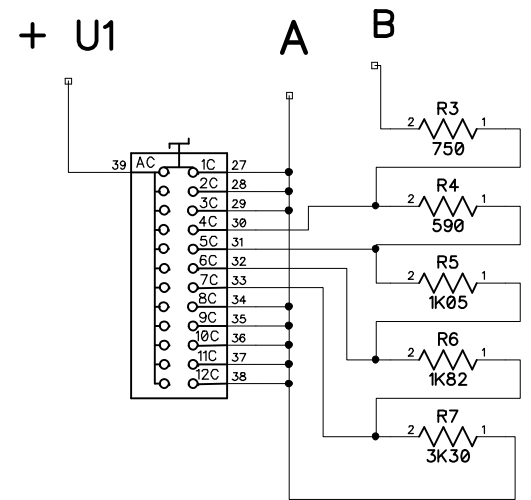 + U1 A B
R3
2 1
750
39 AC 1C 27
2C 28
R4
3C 29
2 1
4C 30
590
5C 31
6C 32
R5
7C 33
2 1
8C 34
1K05
9C 35
10C 36
R6
11C 37
2 1
12C 38
1K82
R7
2 1
3K30